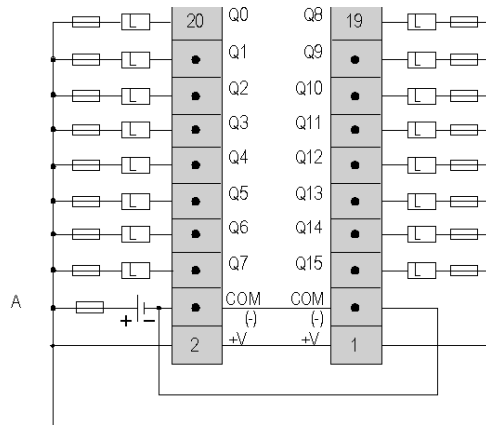 20 Q0 Q8 19
L Q1 Q9 L
L Q2 Q10 L
L Q3 Q11 L
L Q4 Q12 L
L Q5 Q13 L
L Q6 Q14 L
L Q7 Q15 L
L L
A COM COM
+ - (-) (-)
2 +V +V 1